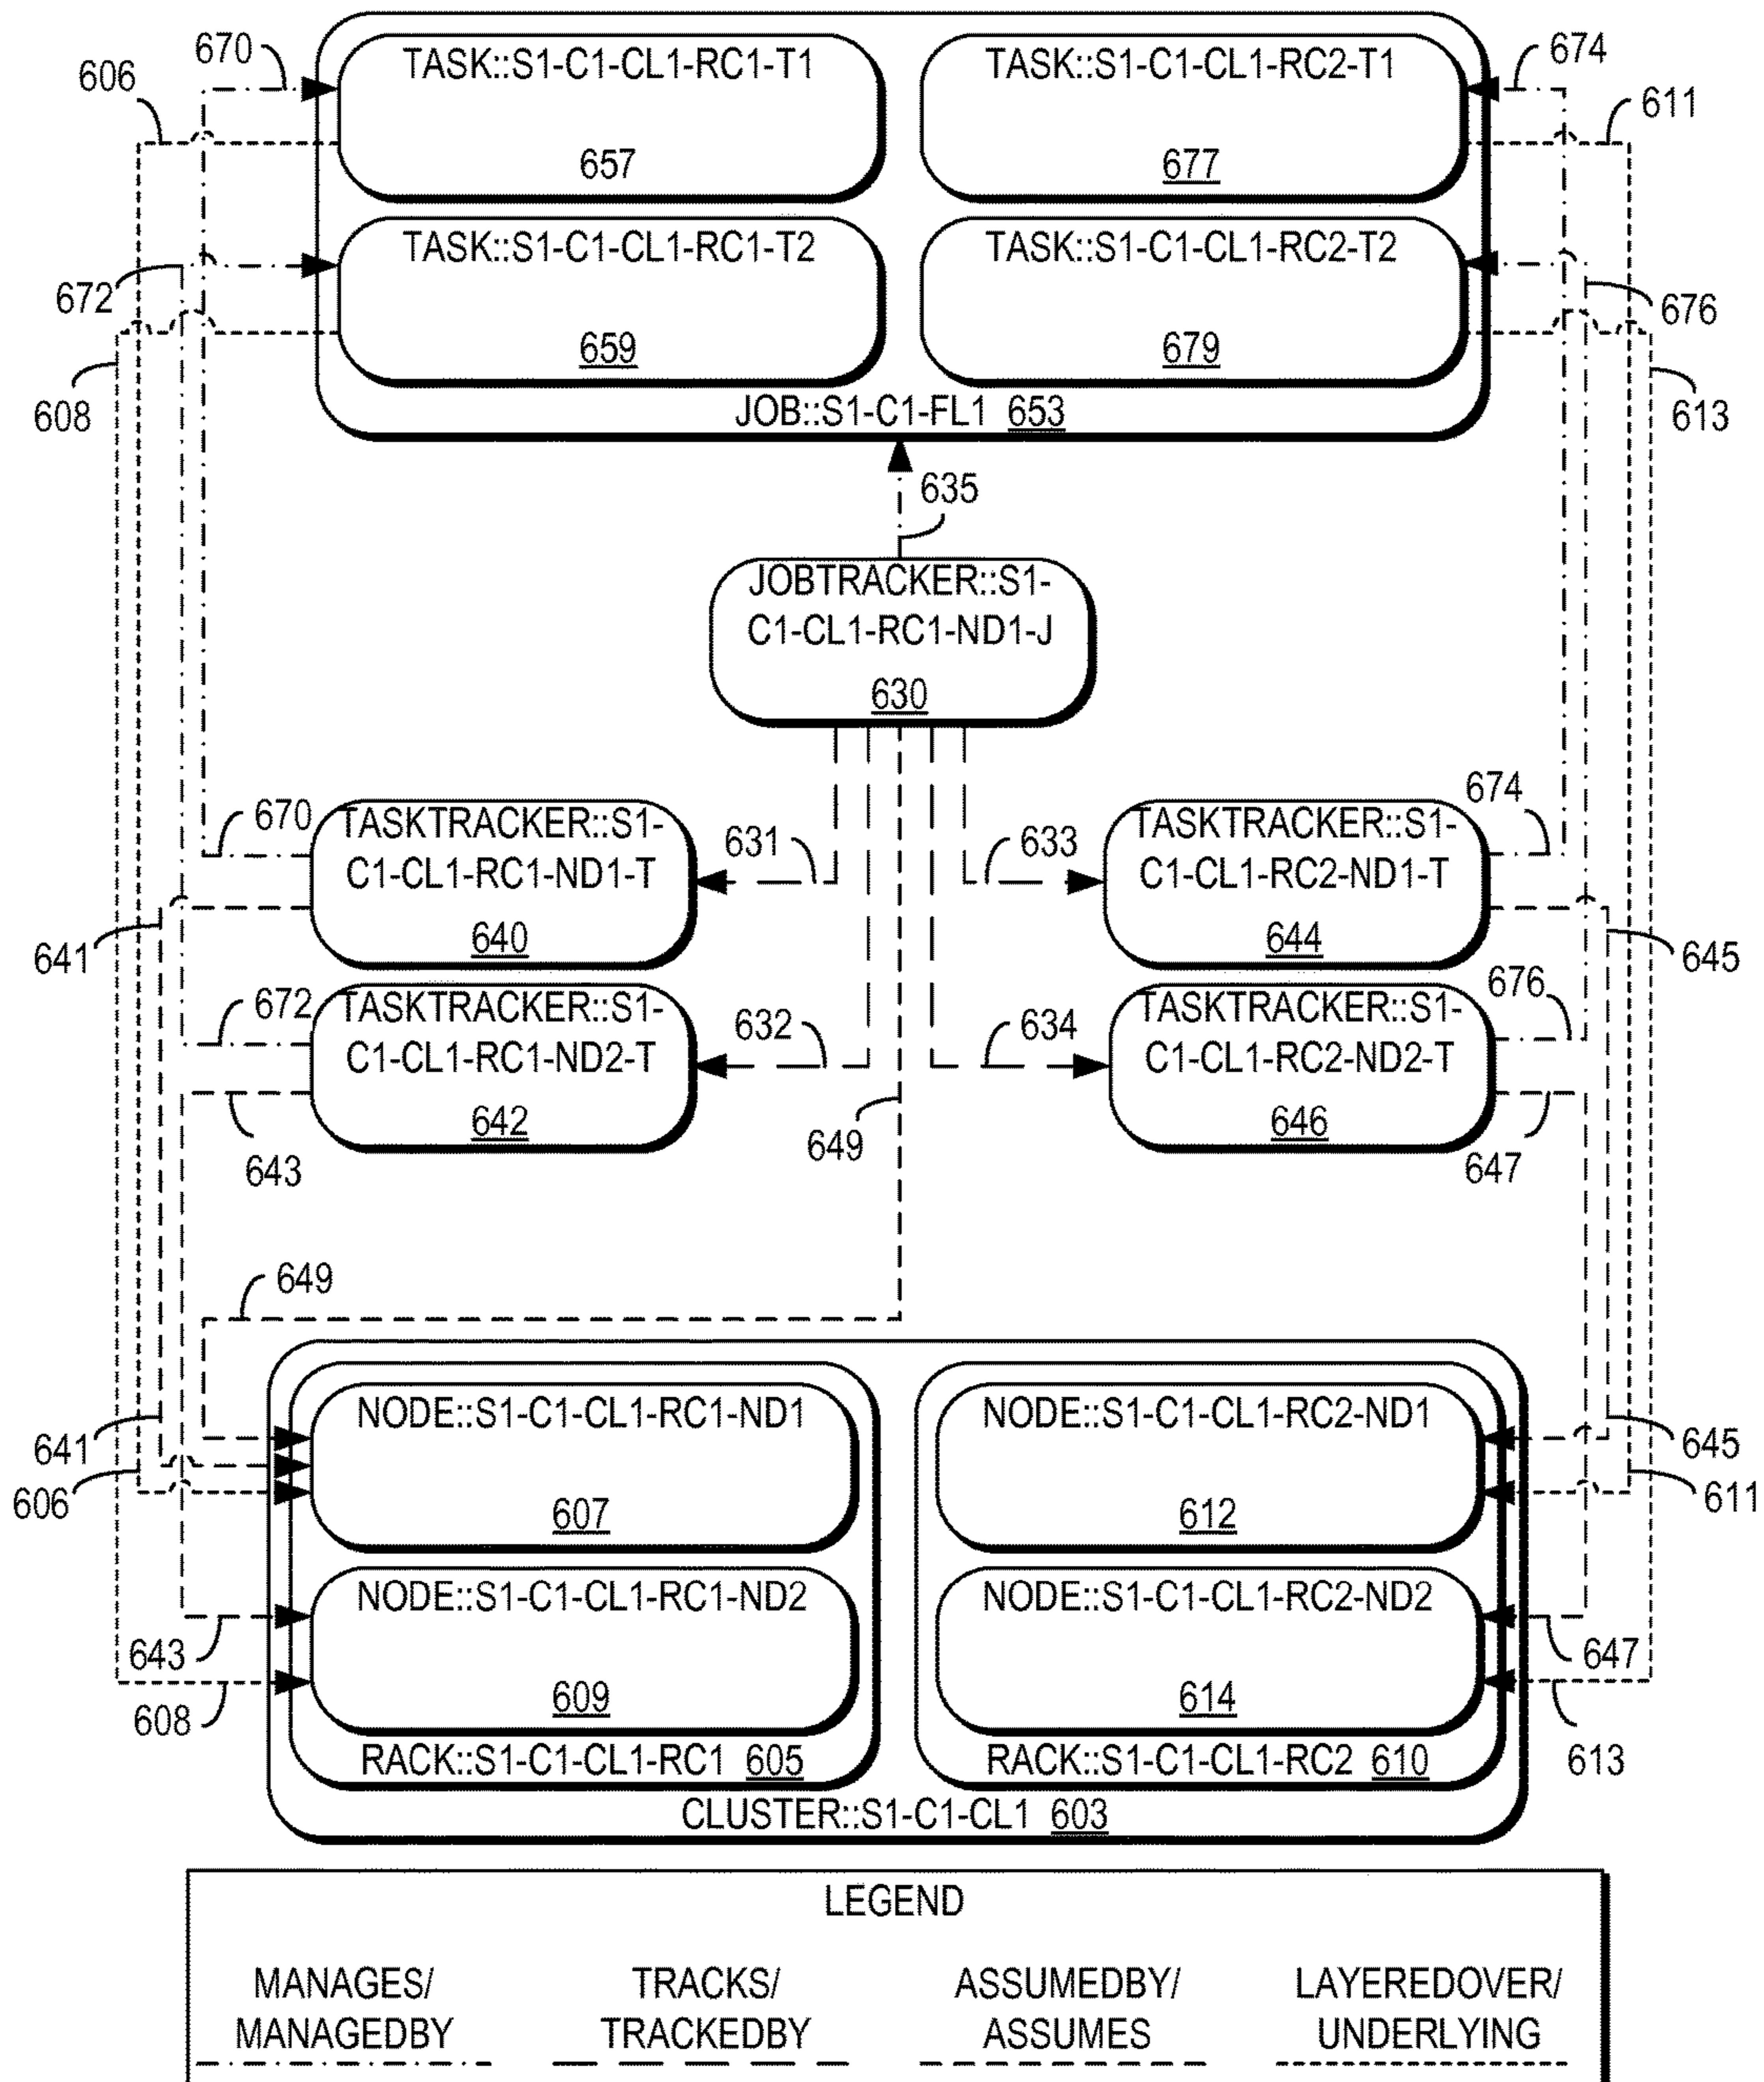 670
674
606
611
TASK::S1-C1-CL1-RC1-T1
657
TASK::S1-C1-CL1-RC2-T1
677
TASK::S1-C1-CL1-RC1-T2
659
TASK::S1-C1-CL1-RC2-T2
679
672
676
608
613
JOB::S1-C1-FL1 653
635
JOBTRACKER::S1-
C1-CL1-RC1-ND1-J
630
670
TASKTRACKER::S1-
C1-CL1-RC1-ND1-T
640
631
633
TASKTRACKER::S1-
C1-CL1-RC2-ND1-T
644
674
641
645
672
TASKTRACKER::S1-
C1-CL1-RC1-ND2-T
642
632
634
TASKTRACKER::S1-
C1-CL1-RC2-ND2-T
646
676
643
649
647
649
NODE::S1-C1-CL1-RC1-ND1
607
NODE::S1-C1-CL1-RC2-ND1
612
641
645
606
611
NODE::S1-C1-CL1-RC1-ND2
609
NODE::S1-C1-CL1-RC2-ND2
614
643
647
608
613
RACK::S1-C1-CL1-RC1 605
RACK::S1-C1-CL1-RC2 610
CLUSTER::S1-C1-CL1 603
LEGEND
MANAGES/
MANAGEDBY
TRACKS/
TRACKEDBY
ASSUMEDBY/
ASSUMES
LAYEREDOVER/
UNDERLYING